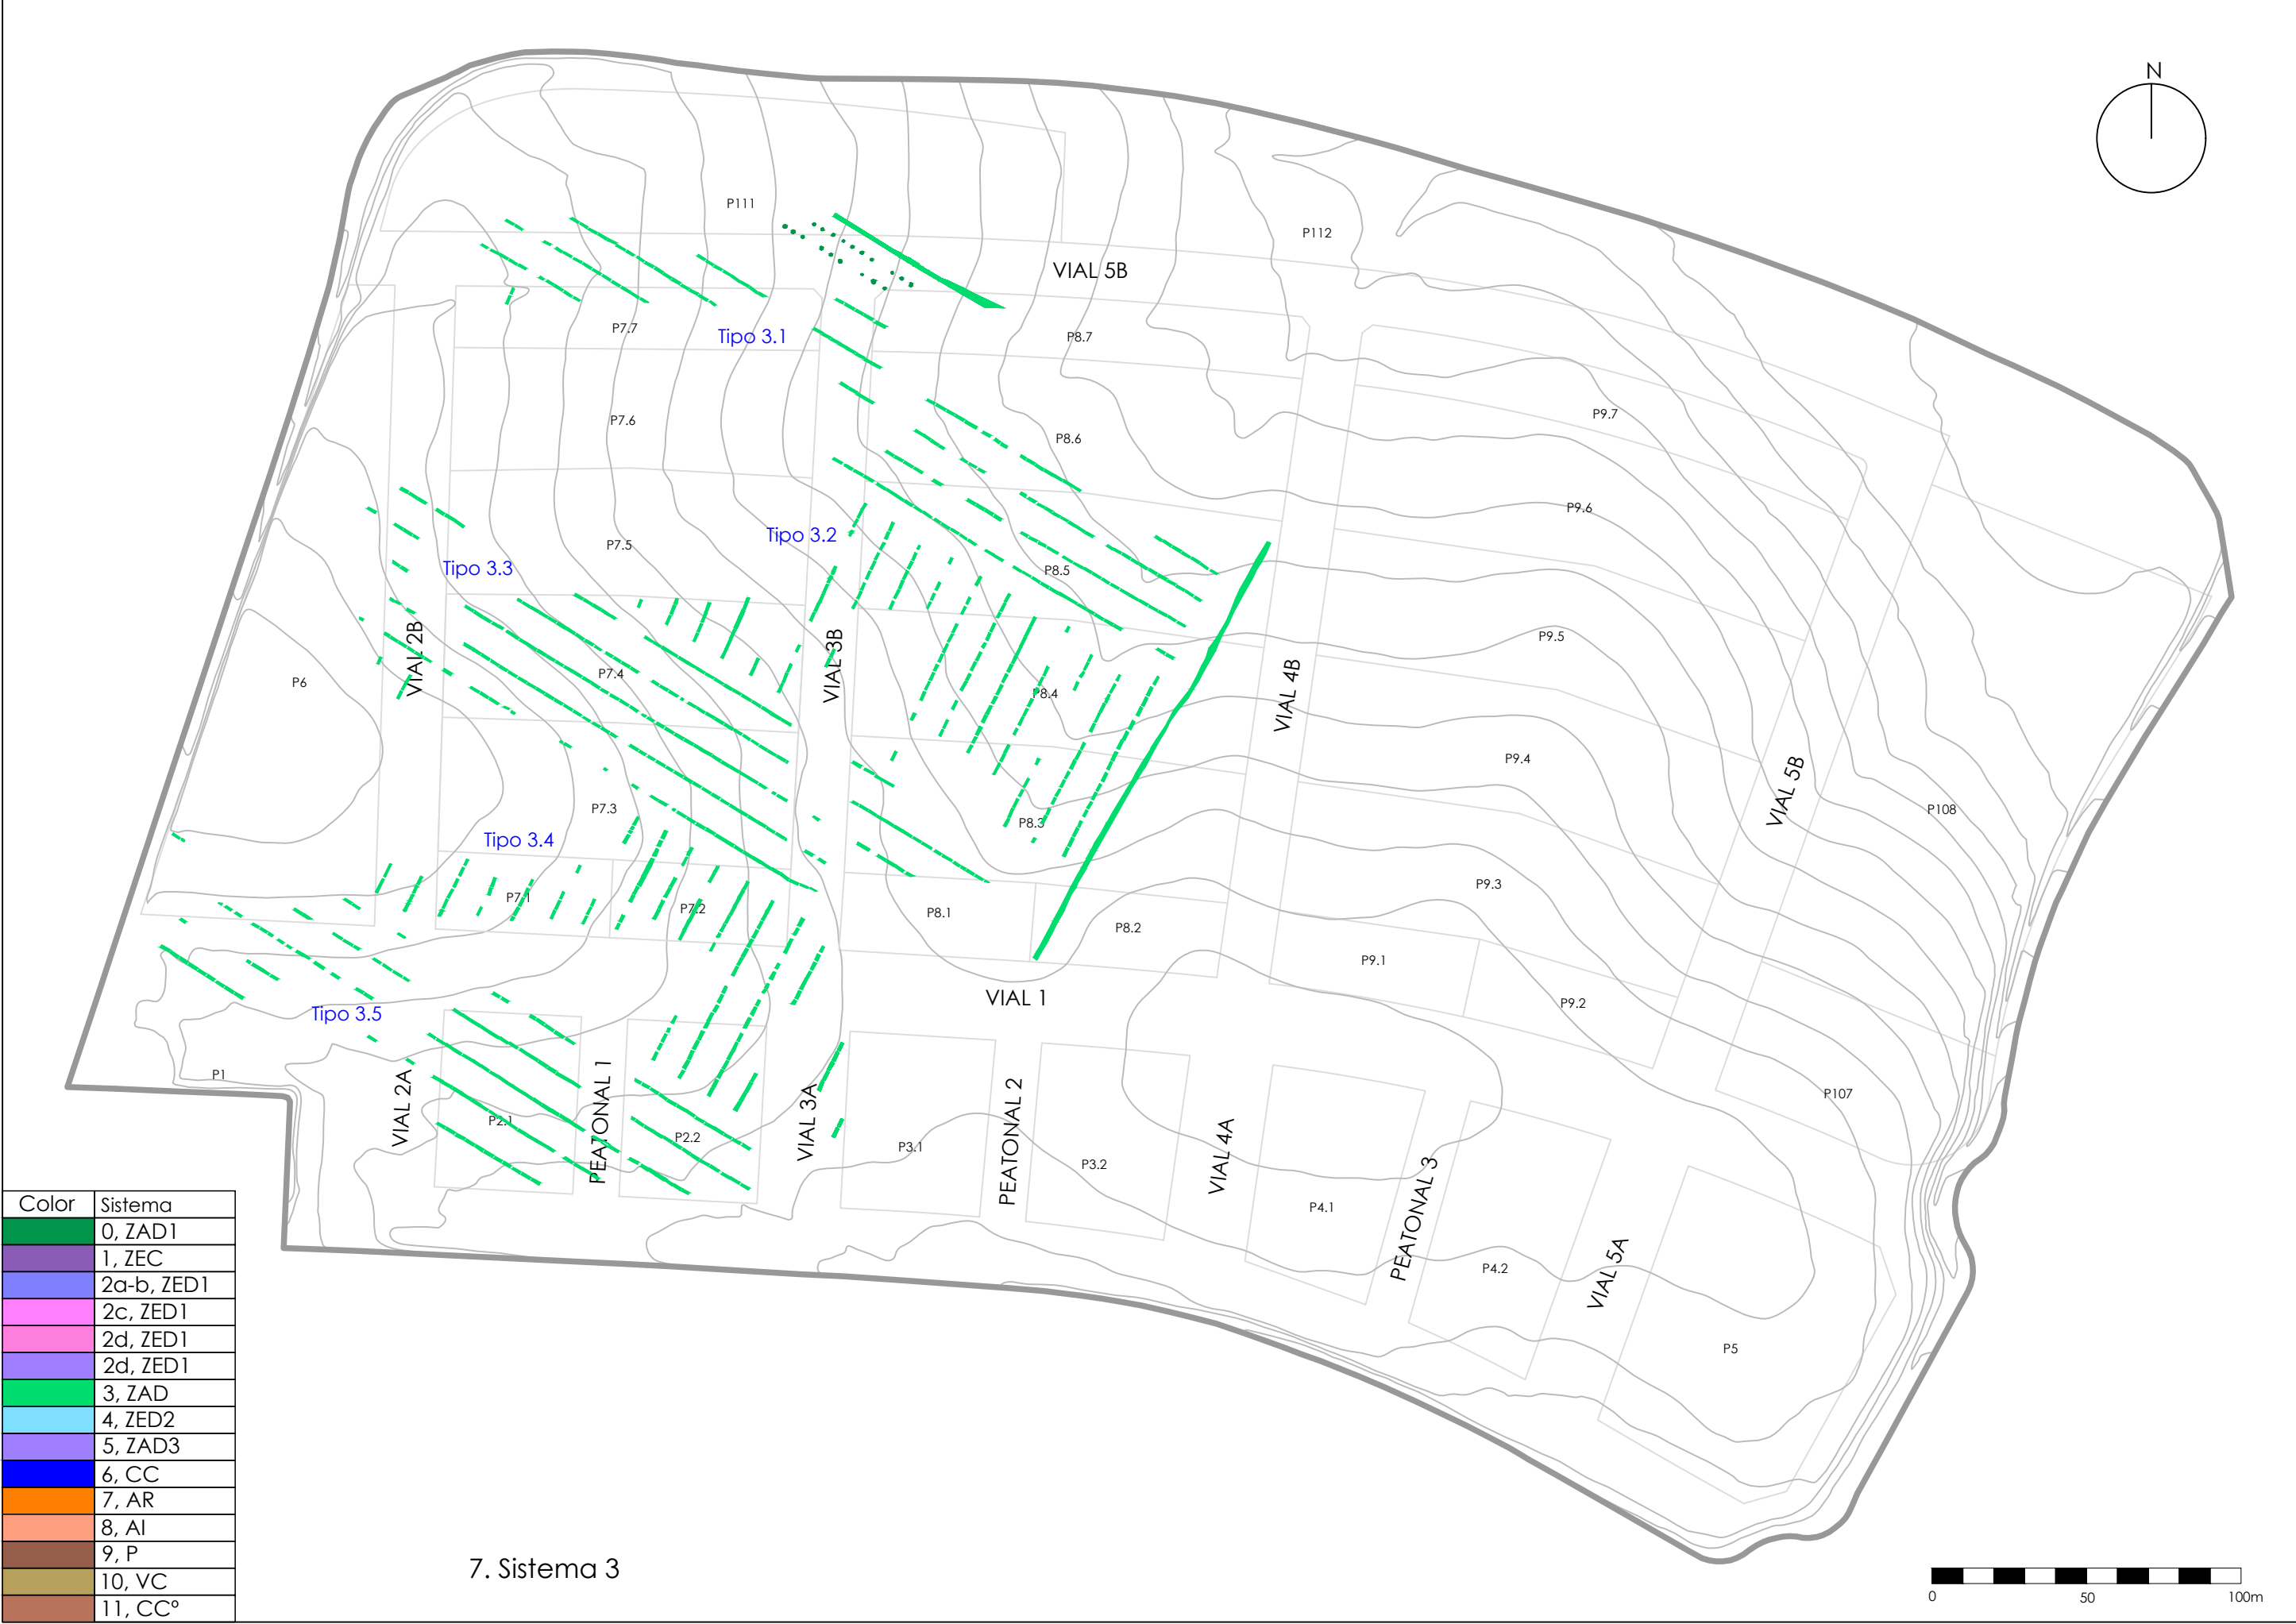 N
P111
P112
VIAL 5B
P7.7
Tipo 3.1
P8.7
P7.6
P8.6
P9.7
P9.6
Tipo 3.2
P7.5
Tipo 3.3
P8.5
P9.5
VIAL 2B
VIAL 3B
P6
P7.4
P8.4
VIAL 4B
P9.4
VIAL 5B
P7.3
P8.3
P108
Tipo 3.4
P9.3
P7.1
P7.2
P8.1
P8.2
P9.1
VIAL 1
P9.2
Tipo 3.5
P1
P107
VIAL 2A
PEATONAL 1
VIAL 3A
PEATONAL 2
VIAL 4A
P2.1
P2.2
P3.1
P3.2
PEATONAL 3
P4.1
P4.2
VIAL 5A
P5
Color Sistema
0, ZAD1
1, ZEC
2a-b, ZED1
2c, ZED1
2d, ZED1
2d, ZED1
3, ZAD
4, ZED2
5, ZAD3
6, CC
7, AR
8, AI
9, P
10, VC
11, CCº
7. Sistema 3
0 50 100m